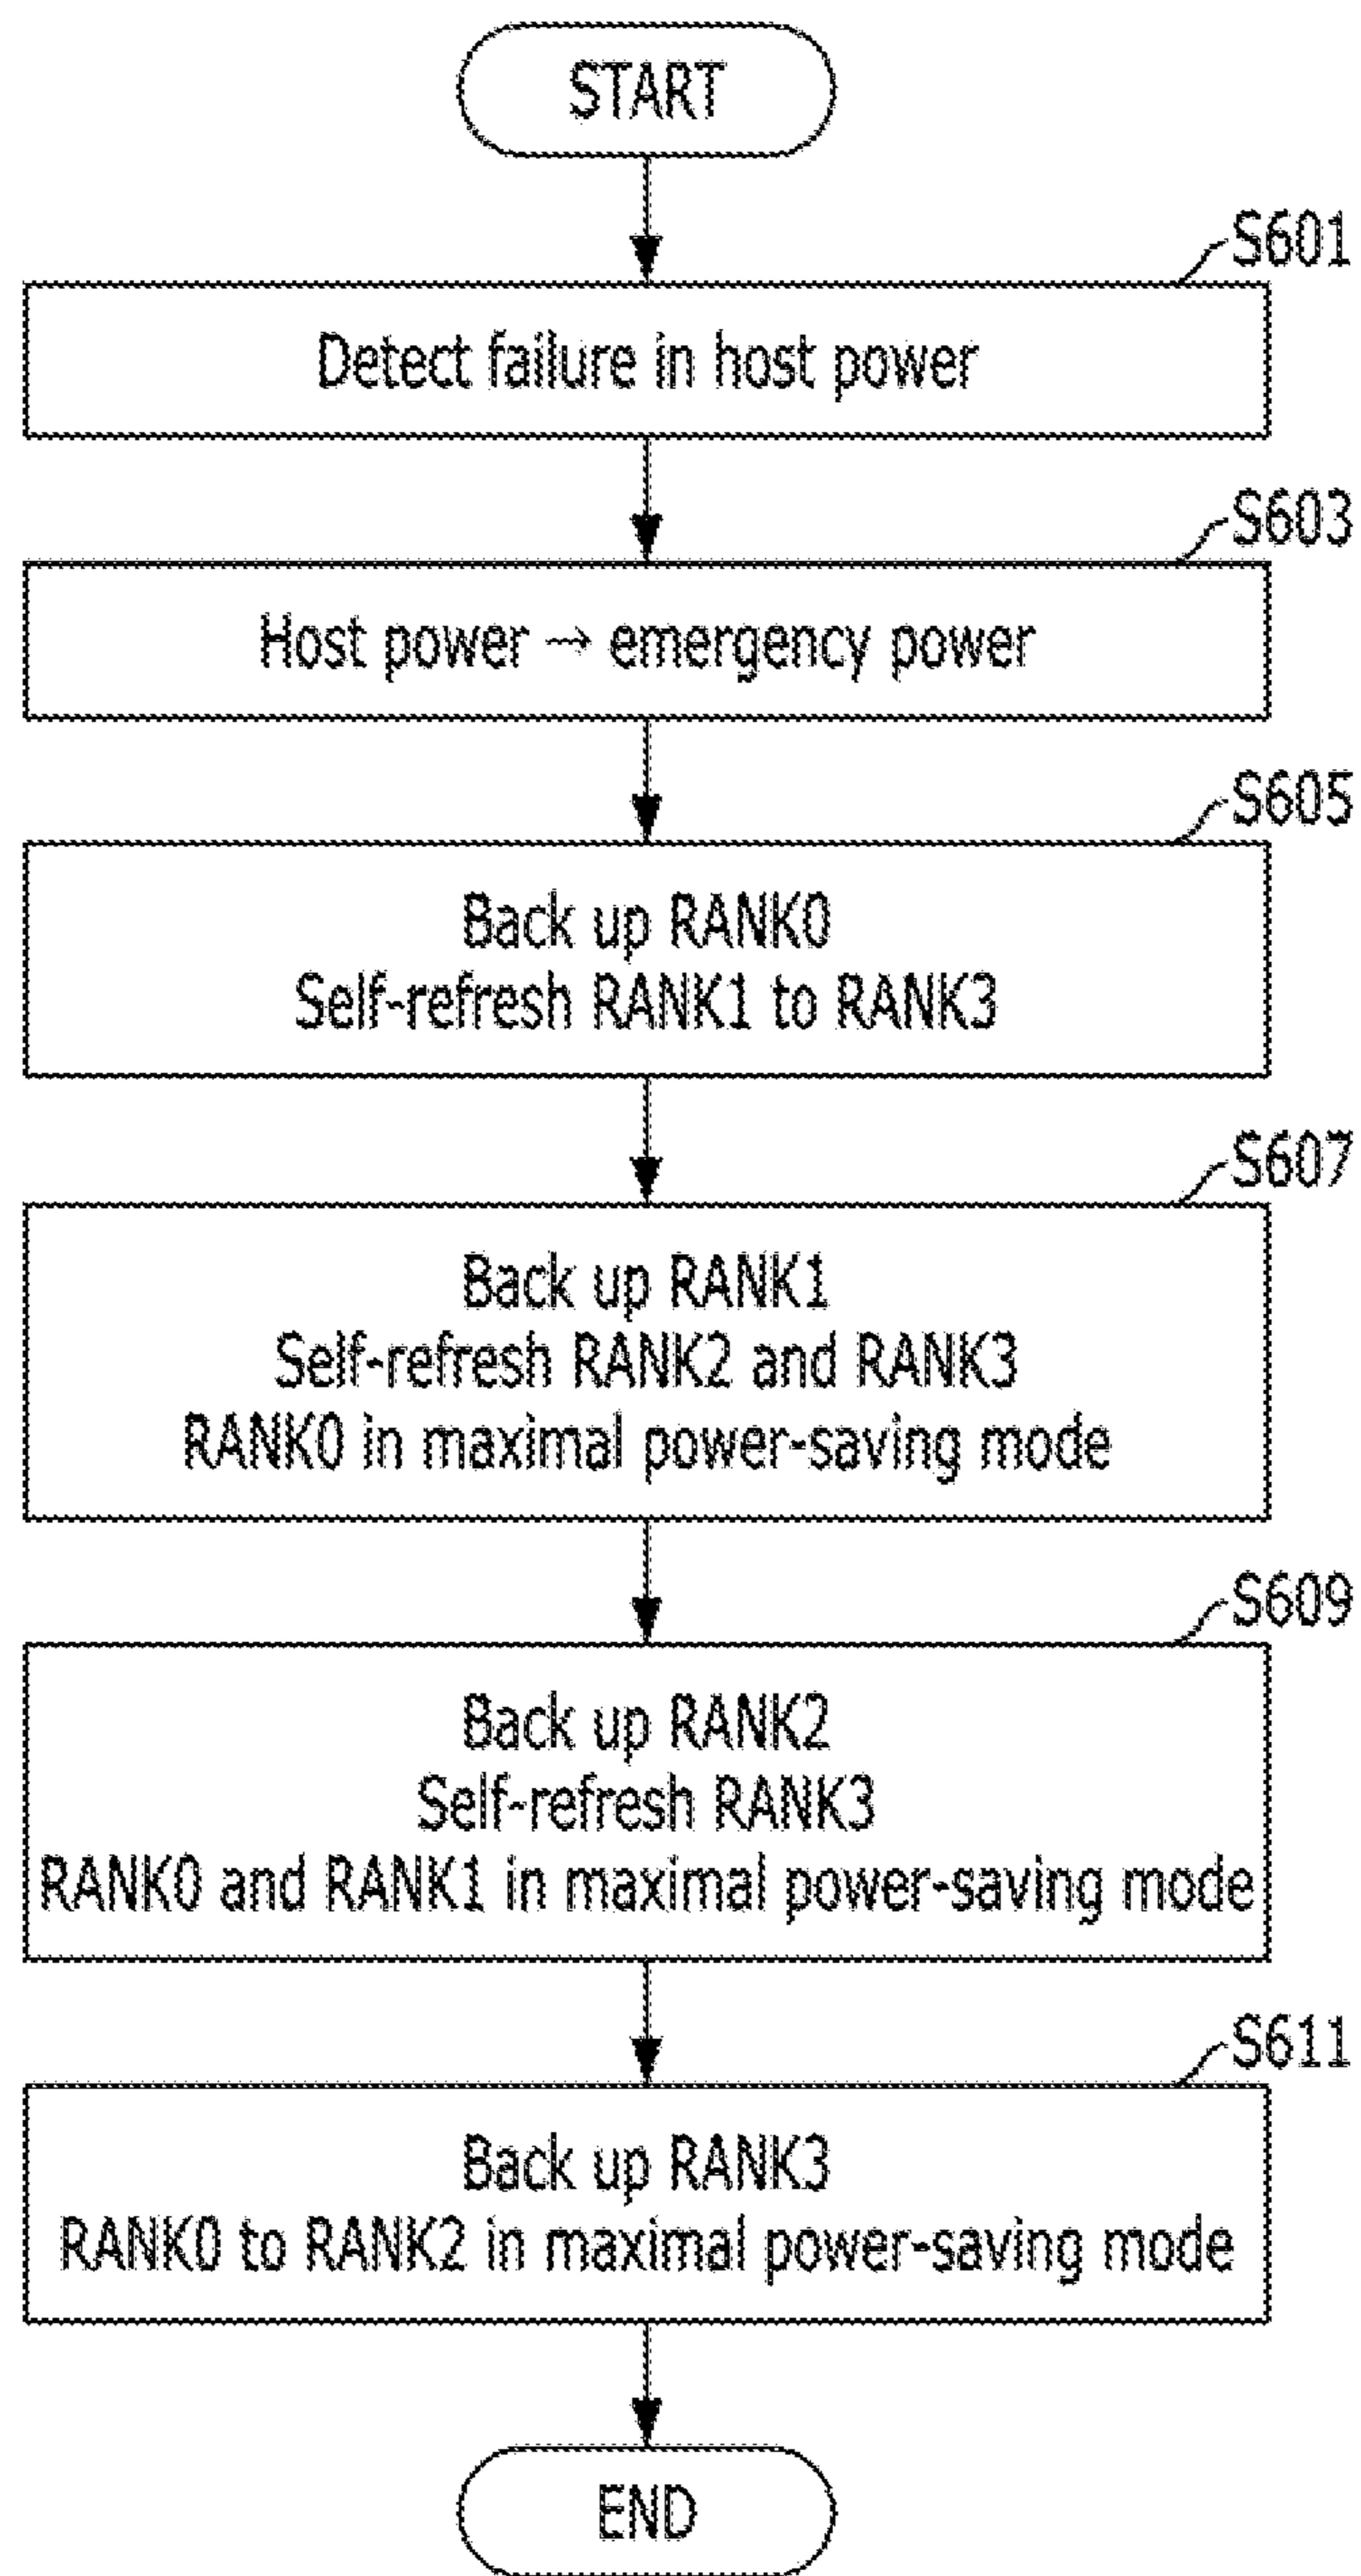 START
S601
Detect failure in host power
S603
Host power → emergency power
S605
Back up RANK0
Self-refresh RANK1 to RANK3
S607
Back up RANK1
Self-refresh RANK2 and RANK3
RANK0 in maximal power-saving mode
S609
Back up RANK2
Self-refresh RANK3
RANK0 and RANK1 in maximal power-saving mode
S611
Back up RANK3
RANK0 to RANK2 in maximal power-saving mode
END